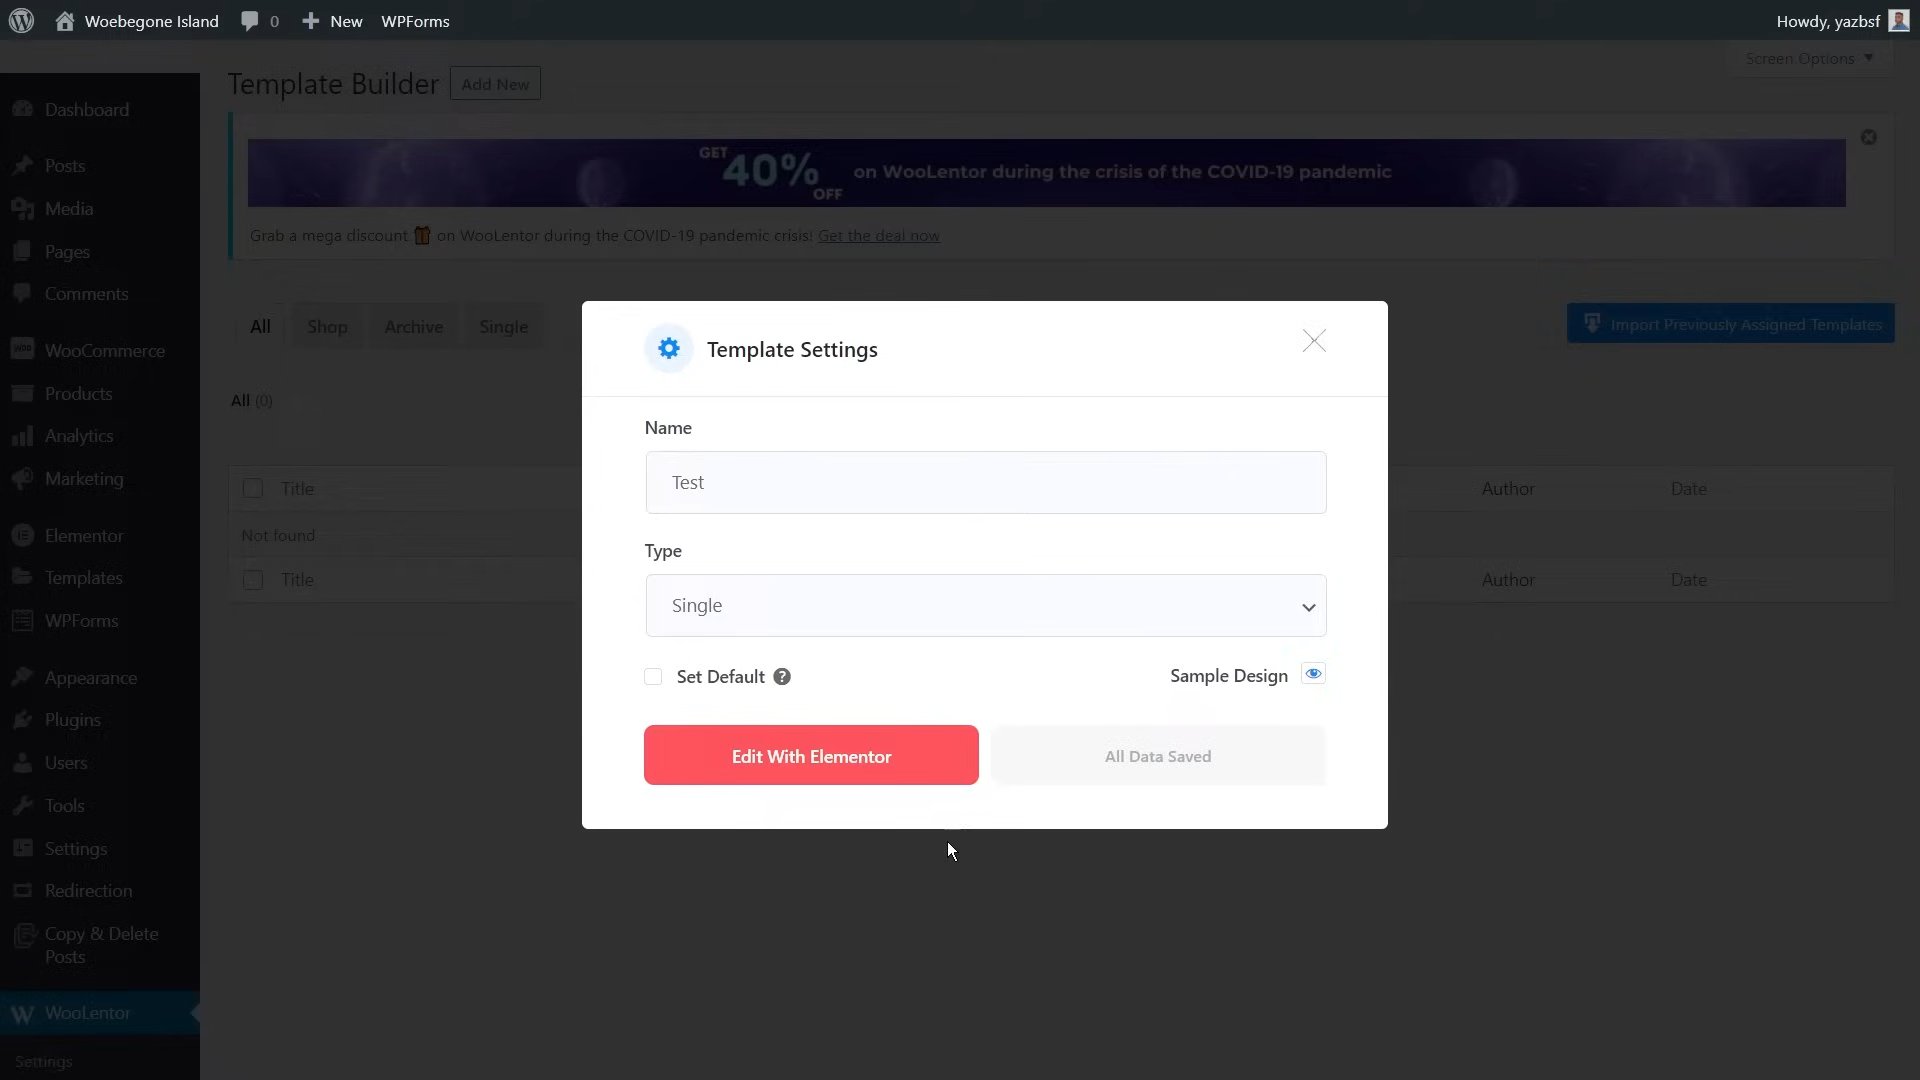 Woebegone Island 0 New WPForms Howdy, yazbsf
Screen Options
Template Builder Add New
GET 40% OFF on WooLentor during the crisis of the COVID-19 pandemic
Grab a mega discount on WooLentor during the COVID-19 pandemic crisis! Get the deal now
Dashboard
Posts
Media
Pages
Comments
WooCommerce
Products
Analytics
Marketing
Elementor
Templates
WPForms
Appearance
Plugins
Users
Tools
Settings
Redirection
Copy & Delete
Posts
WooLentor
Settings
All Shop Archive Single
Import Previously Assigned Templates
All (0)
Title Author Date
Not found
Title Author Date
Template Settings
Name
Test
Type
Single
Set Default ? Sample Design
Edit With Elementor All Data Saved